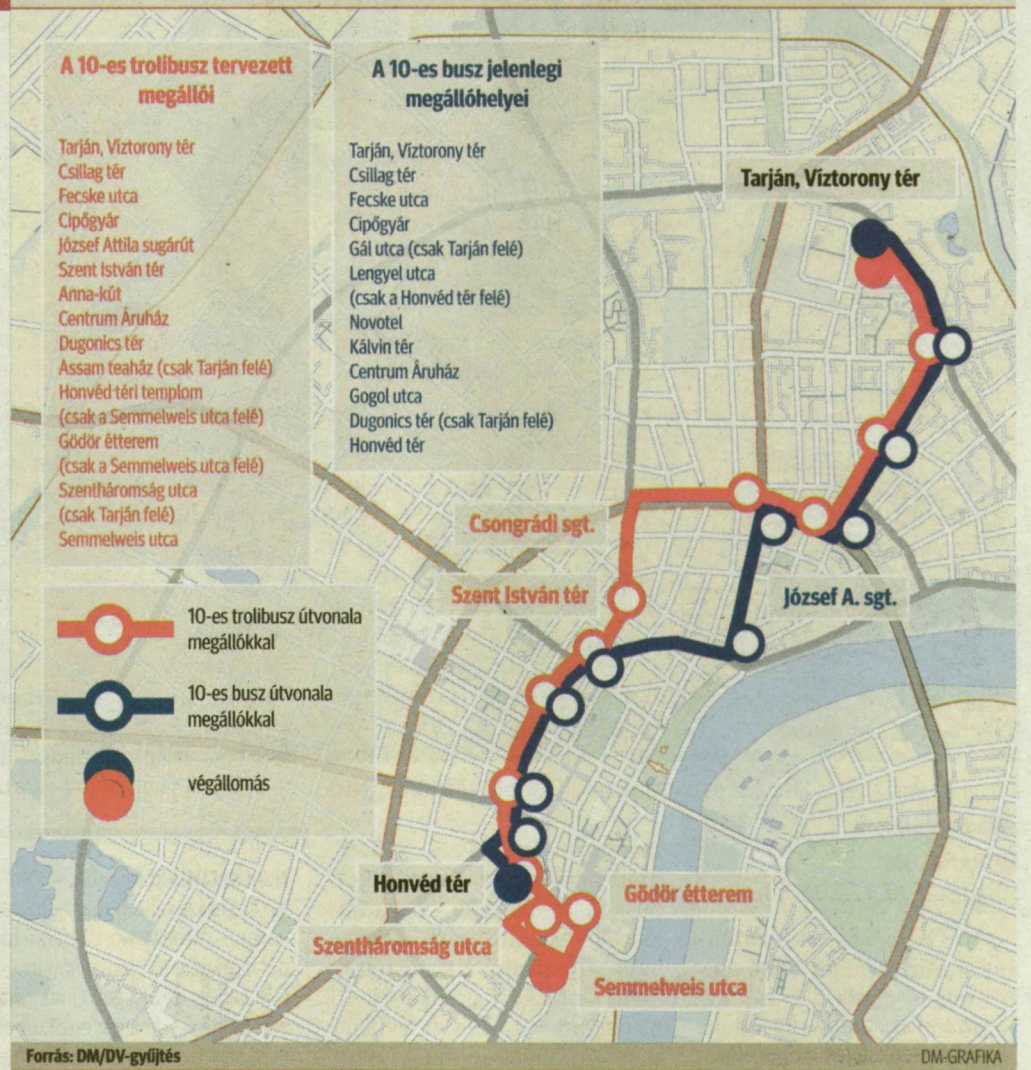 A 10-es trolibusz tervezett
megállói
Tarján, Víztorony tér
Csillag tér
Fecske utca
Cipőgyár
József Attila sugárút
Szent István tér
Anna-kút
Centrum Áruház
Dugonics tér
Assam teaház (csak Tarján felé)
Honvéd téri templom
(csak a Semmelweis utca felé)
Gödör étterem
(csak a Semmelweis utca felé)
Szentháromság utca
(csak Tarján felé)
Semmelweis utca
A 10-es busz jelenlegi
megállóhelyei
Tarján, Víztorony tér
Csillag tér
Fecske utca
Cipőgyár
Gál utca (csak Tarján felé)
Lengyel utca
(csak a Honvéd tér felé)
Novotel
Kálvin tér
Centrum Áruház
Gogol utca
Dugonics tér (csak Tarján felé)
Honvéd tér
Tarján, Víztorony tér
Csongrádi sgt.
Szent István tér
József A. sgt.
10-es trolibusz útvonala
megállókkal
10-es busz útvonala
megállókkal
végállomás
Honvéd tér
Gödör étterem
Szentháromság utca
Semmelweis utca
Forrás: DM/DV-gyűjtés
DM-GRAFIKA